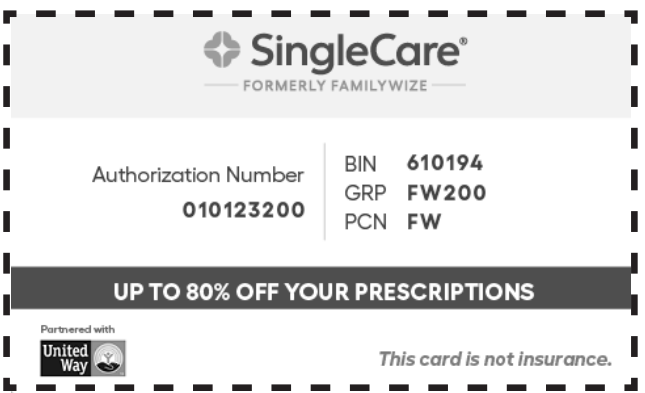 SingleCare®
FORMERLY FAMILYWIZE
Authorization Number
010123200
BIN 610194
GRP FW200
PCN FW
UP TO 80% OFF YOUR PRESCRIPTIONS
Partnered with
United
Way
This card is not insurance.